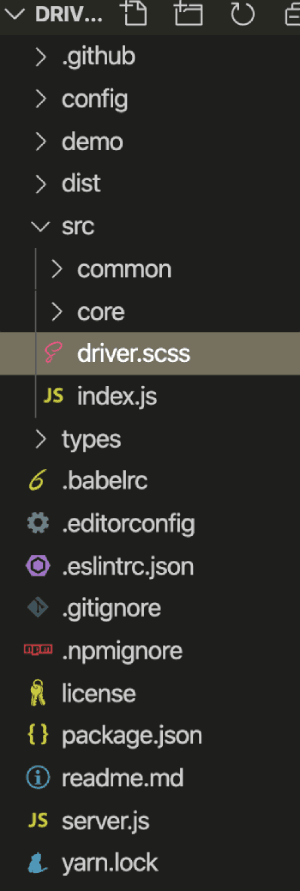 DRIV...
.github
config
demo
dist
src
common
core
driver.scss
JS index.js
types
.babelrc
.editorconfig
.eslintrc.json
.gitignore
.npmignore
license
{} package.json
readme.md
JS server.js
yarn.lock